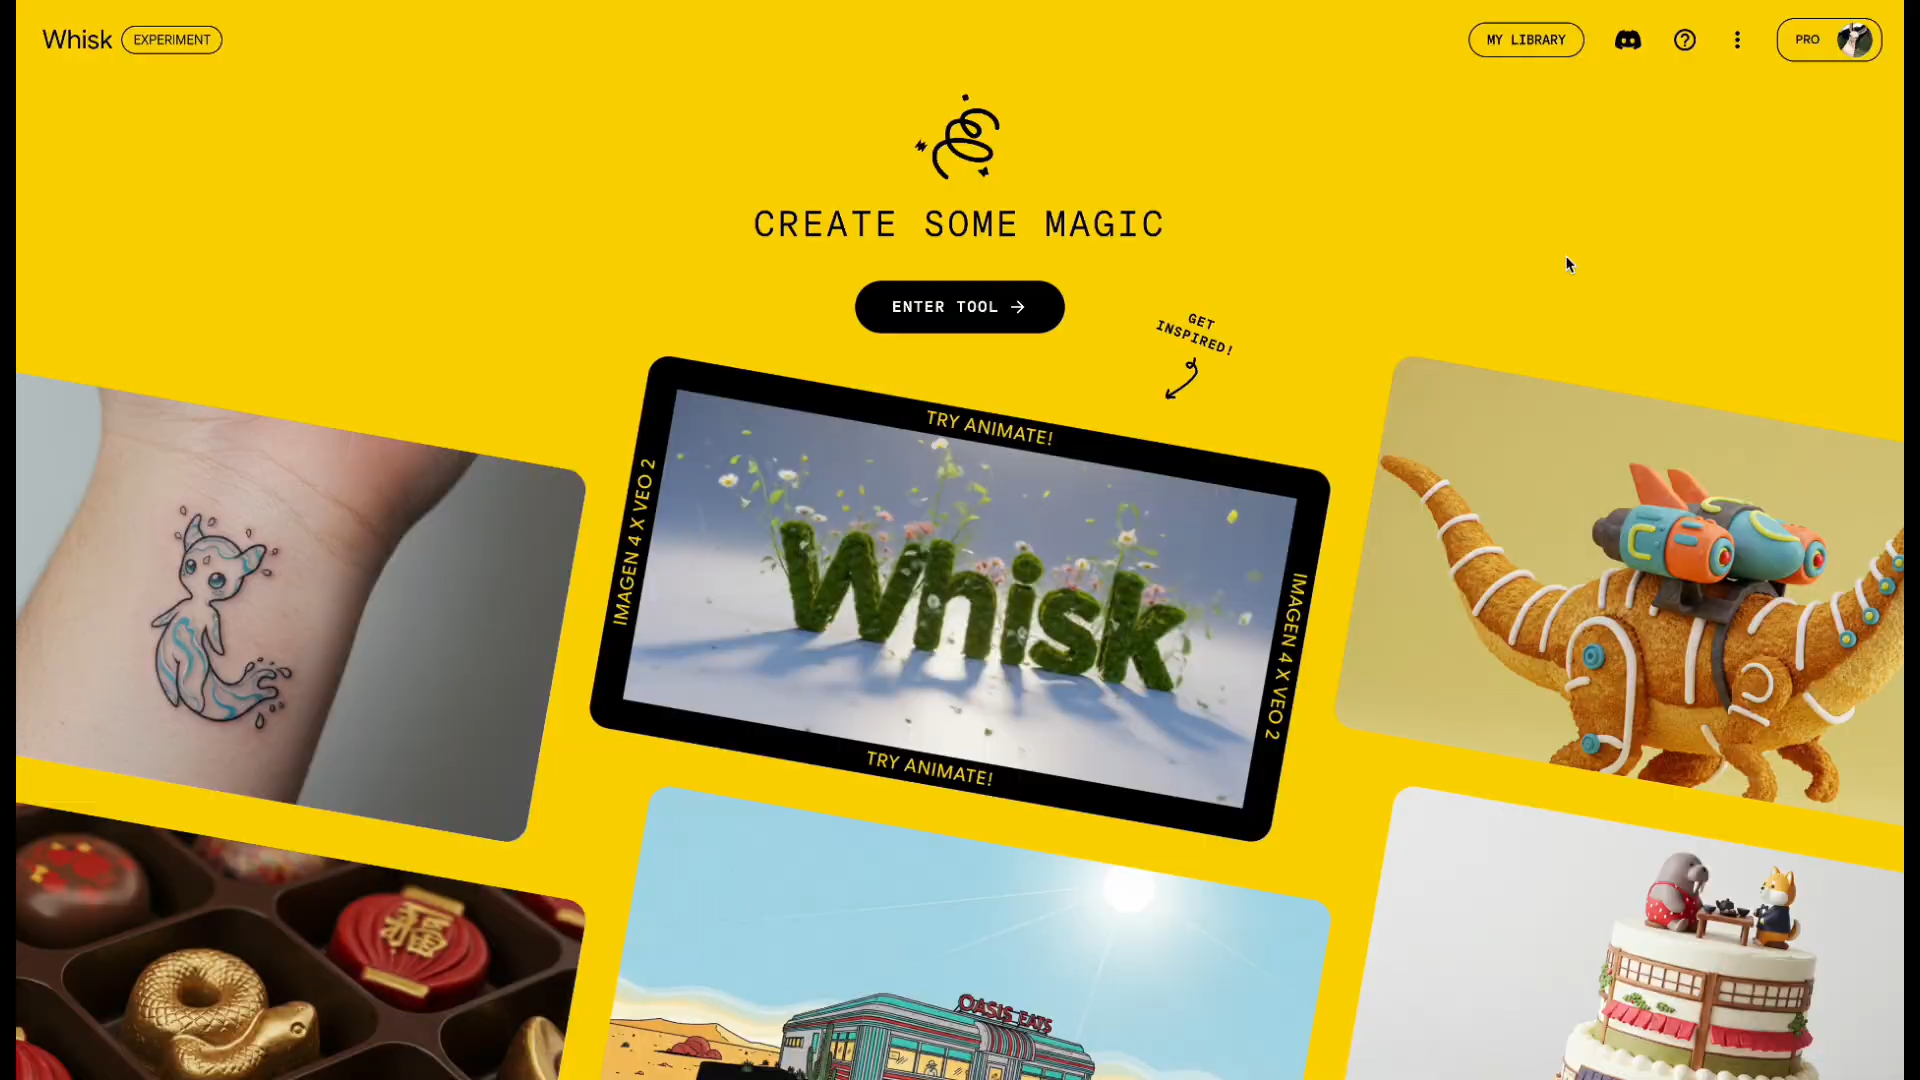 Whisk
EXPERIMENT
MY LIBRARY
PRO
CREATE SOME MAGIC
ENTER TOOL →
GET
INSPIRED!
TRY ANIMATE!
IMAGEN 4 X VEO 2
Whisk
IMAGEN 4 X VEO 2
TRY ANIMATE!
福
OASIS EATS